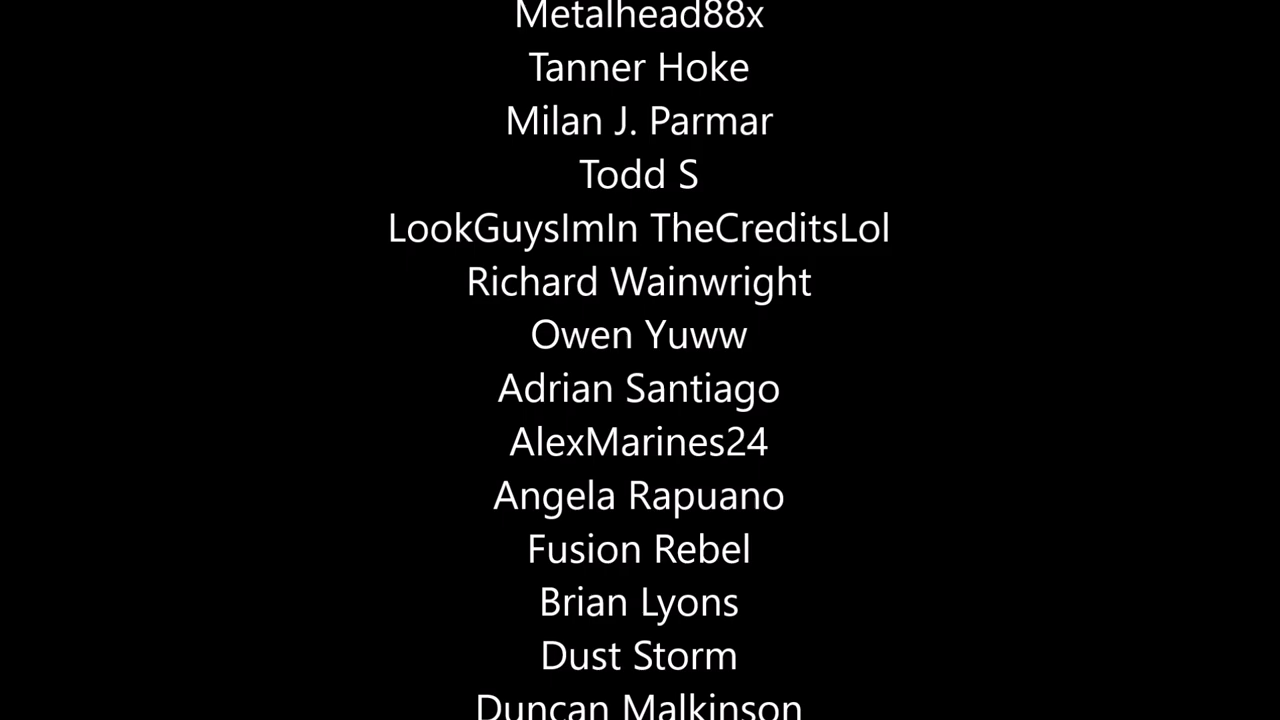 Metalhead88x
Tanner Hoke
Milan J. Parmar
Todd S
LookGuysImIn TheCreditsLol
Richard Wainwright
Owen Yuww
Adrian Santiago
AlexMarines24
Angela Rapuano
Fusion Rebel
Brian Lyons
Dust Storm
Duncan Malkinson